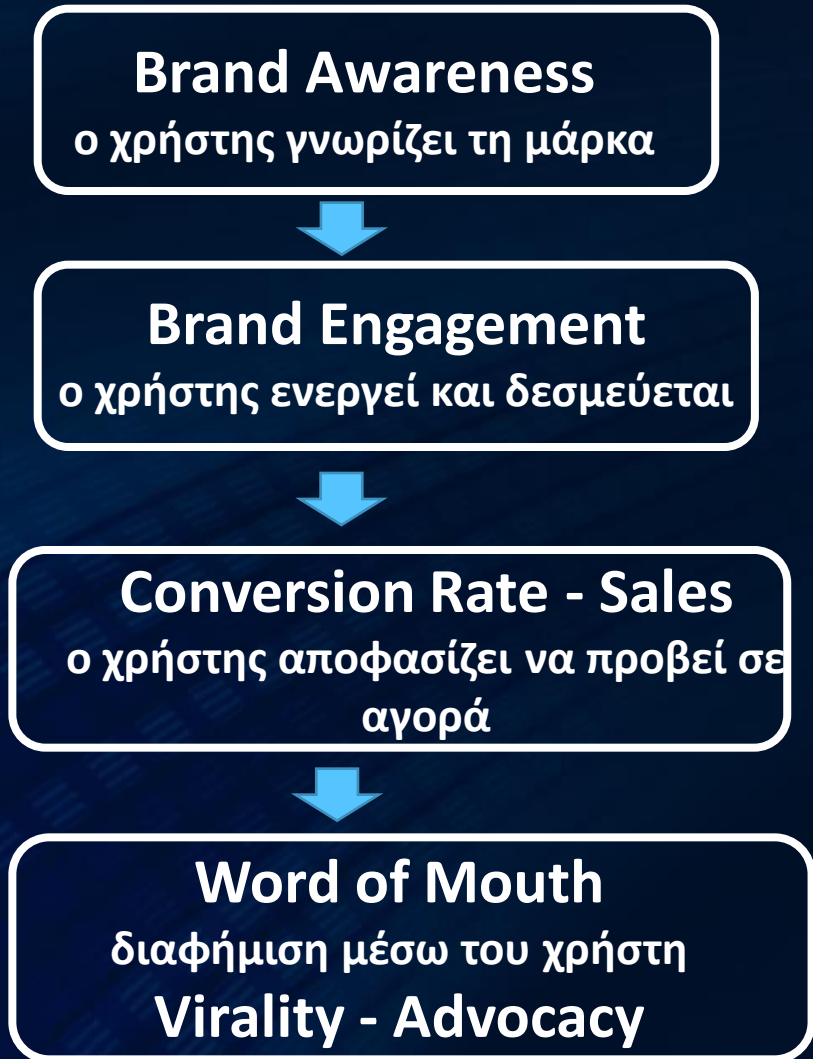 Brand Awareness
ο χρήστης γνωρίζει τη μάρκα
Brand Engagement
ο χρήστης ενεργεί και δεσμεύεται
Conversion Rate - Sales
ο χρήστης αποφασίζει να προβεί σε
αγορά
Word of Mouth
διαφήμιση μέσω του χρήστη
Virality - Advocacy